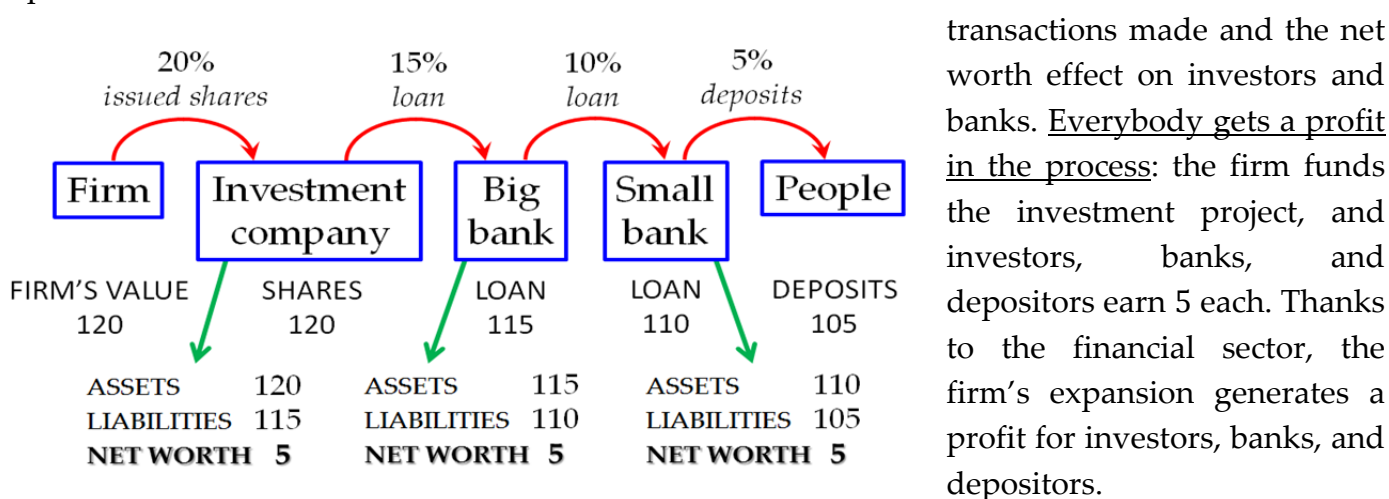 20%
issued shares
15%
loan
10%
loan
5%
deposits
Firm
Investment
company
Big
bank
Small
bank
People
FIRM'S VALUE
120
SHARES
120
LOAN
115
LOAN
110
DEPOSITS
105
ASSETS 120
LIABILITIES 115
NET WORTH 5
ASSETS 115
LIABILITIES 110
NET WORTH 5
ASSETS 110
LIABILITIES 105
NET WORTH 5
transactions made and the net
worth effect on investors and
banks. Everybody gets a profit
in the process: the firm funds
the investment project, and
investors, banks, and
depositors earn 5 each. Thanks
to the financial sector, the
firm's expansion generates a
profit for investors, banks, and
depositors.